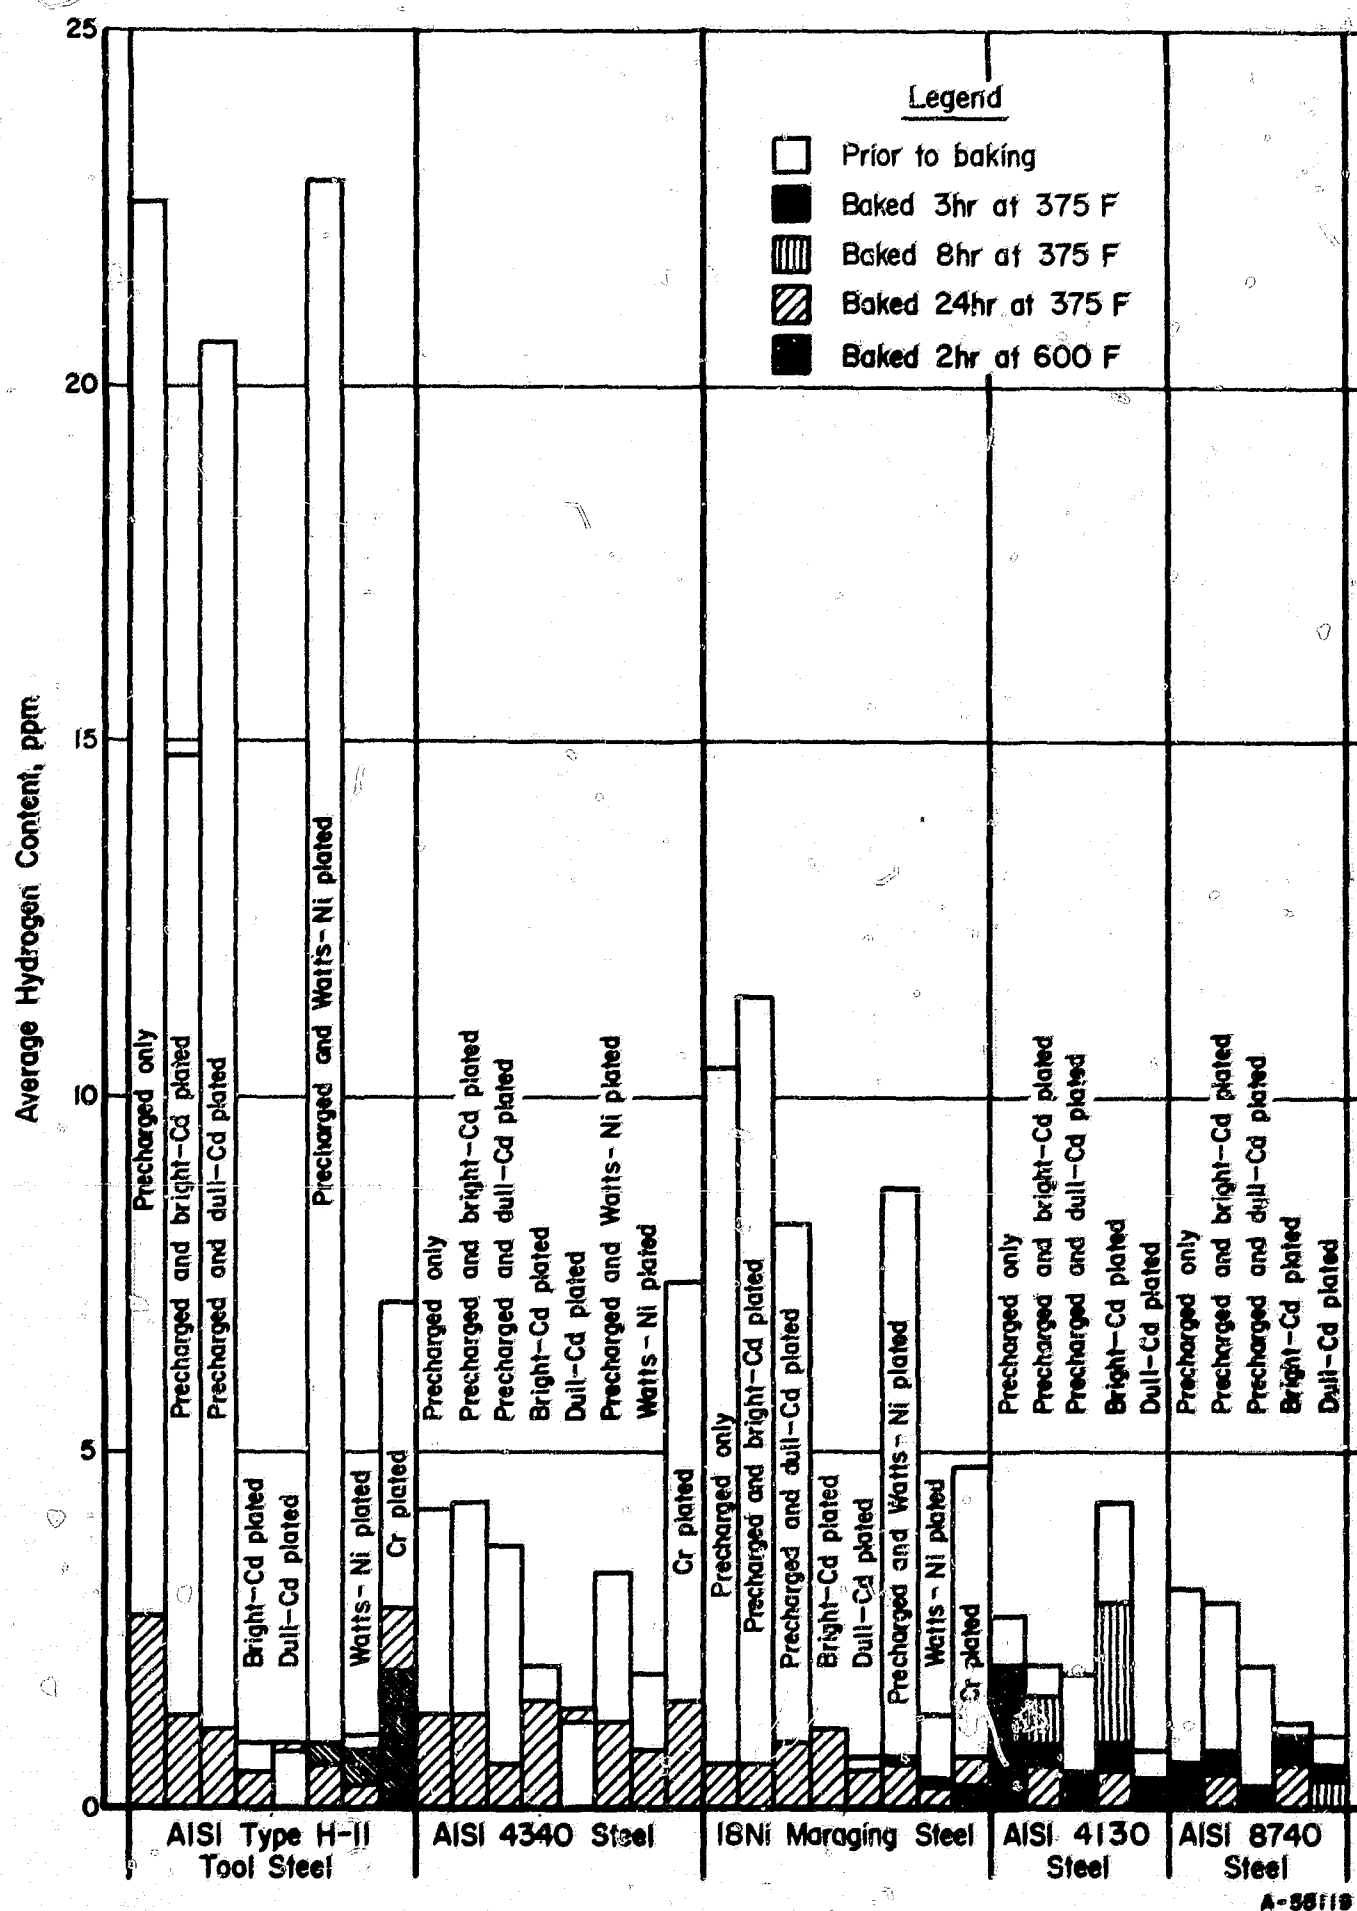 25
Legend
Prior to baking
Baked 3hr at 375 F
Baked 8hr at 375 F
Baked 24hr at 375 F
Baked 2hr at 600 F
20
15
10
5
0
Average Hydrogen Content, ppm
Precharged only
Precharged and bright-Cd plated
Precharged and dull-Cd plated
Bright-Cd plated
Dull-Cd plated
Precharged and Watts-Ni plated
Watts-Ni plated
Cr plated
Precharged only
Precharged and bright-Cd plated
Precharged and dull-Cd plated
Bright-Cd plated
Dull-Cd plated
Precharged and Watts-Ni plated
Watts-Ni plated
Cr plated
Precharged only
Precharged and bright-Cd plated
Precharged and dull-Cd plated
Bright-Cd plated
Dull-Cd plated
Precharged and Watts-Ni plated
Watts-Ni plated
Cr plated
Precharged only
Precharged and bright-Cd plated
Precharged and dull-Cd plated
Bright-Cd plated
Dull-Cd plated
Precharged only
Precharged and bright-Cd plated
Precharged and dull-Cd plated
Bright-Cd plated
Dull-Cd plated
AISI Type H-11
Tool Steel
AISI 4340 Steel
18Ni Maraging Steel
AISI 4130
Steel
AISI 8740
Steel